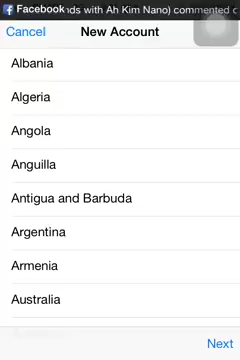 Facebook nds with Ah Kim Nano) commented o
Cancel
New Account
Albania
Algeria
Angola
Anguilla
Antigua and Barbuda
Argentina
Armenia
Australia
Next